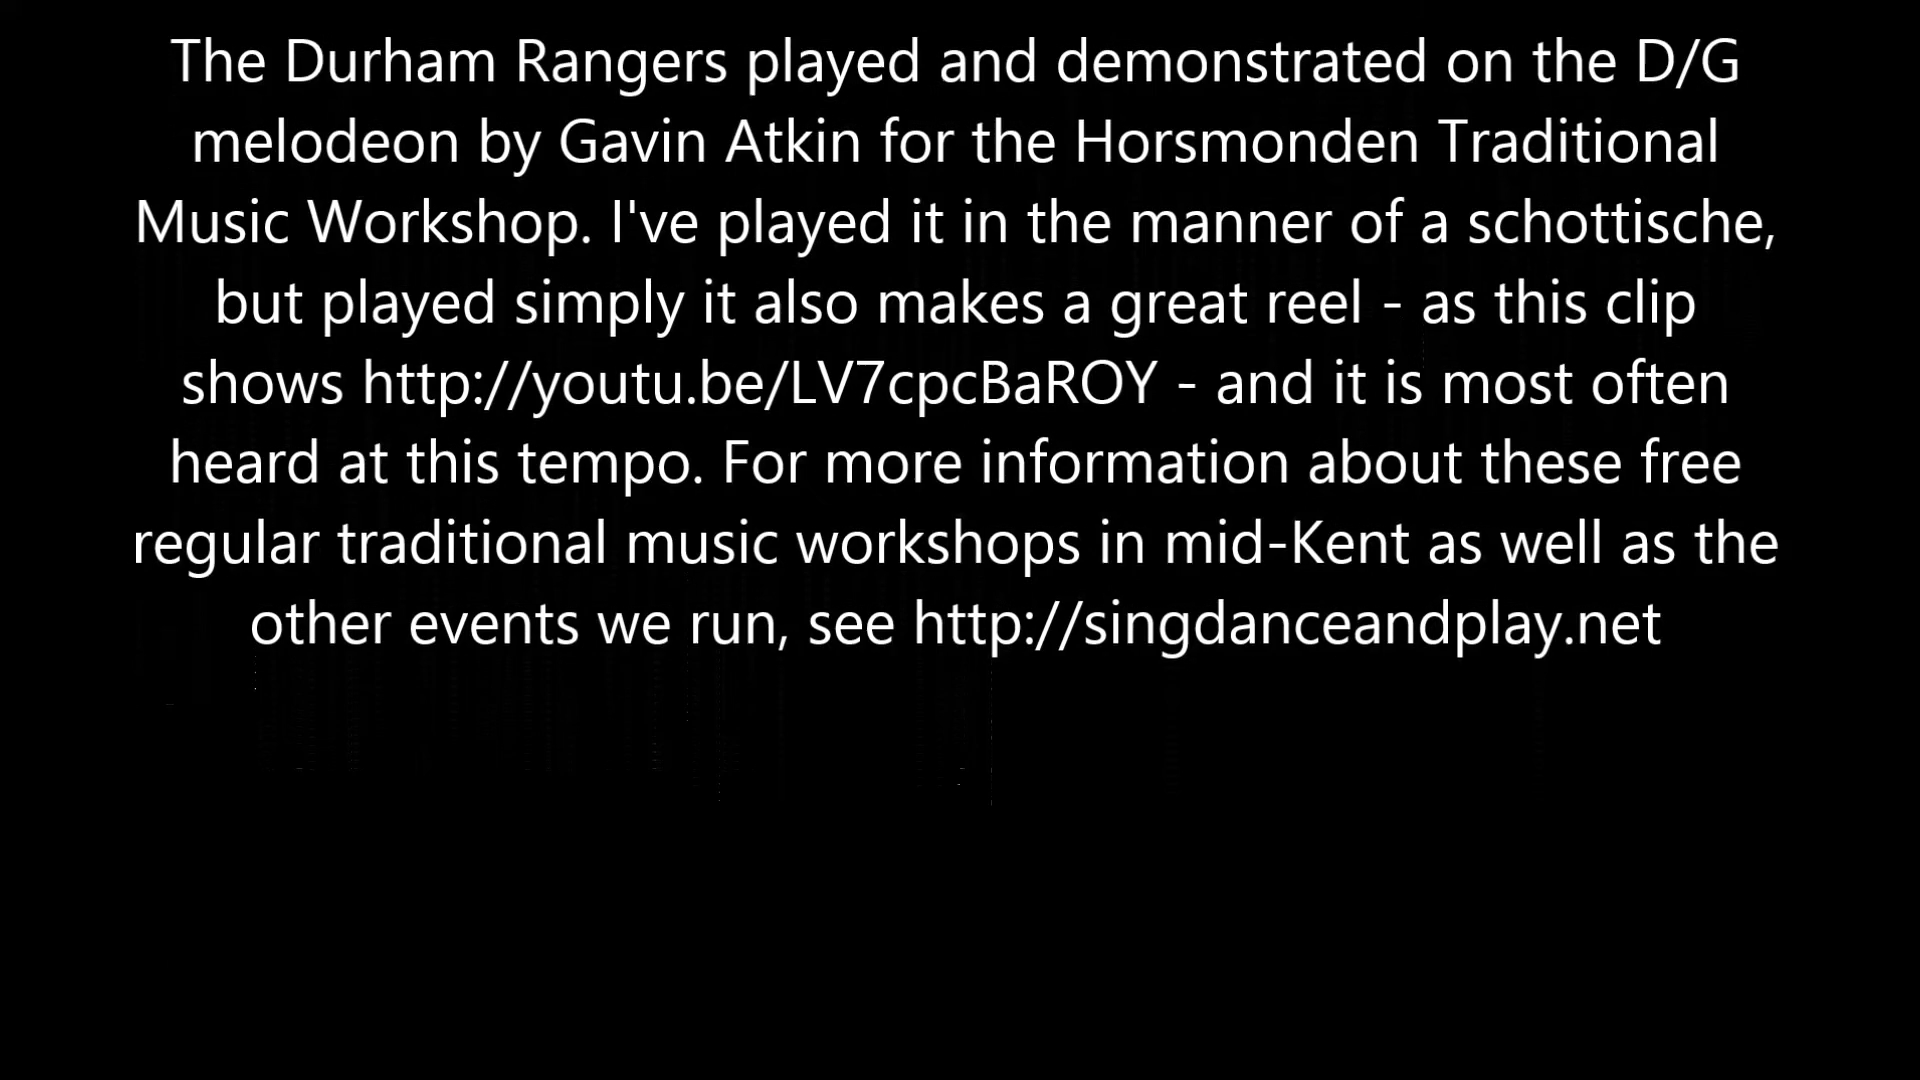 The Durham Rangers played and demonstrated on the D/G
melodeon by Gavin Atkin for the Horsmonden Traditional
Music Workshop. I've played it in the manner of a schottische,
but played simply it also makes a great reel - as this clip
shows http://youtu.be/LV7cpcBaROY - and it is most often
heard at this tempo. For more information about these free
regular traditional music workshops in mid-Kent as well as the
other events we run, see http://singdanceandplay.net